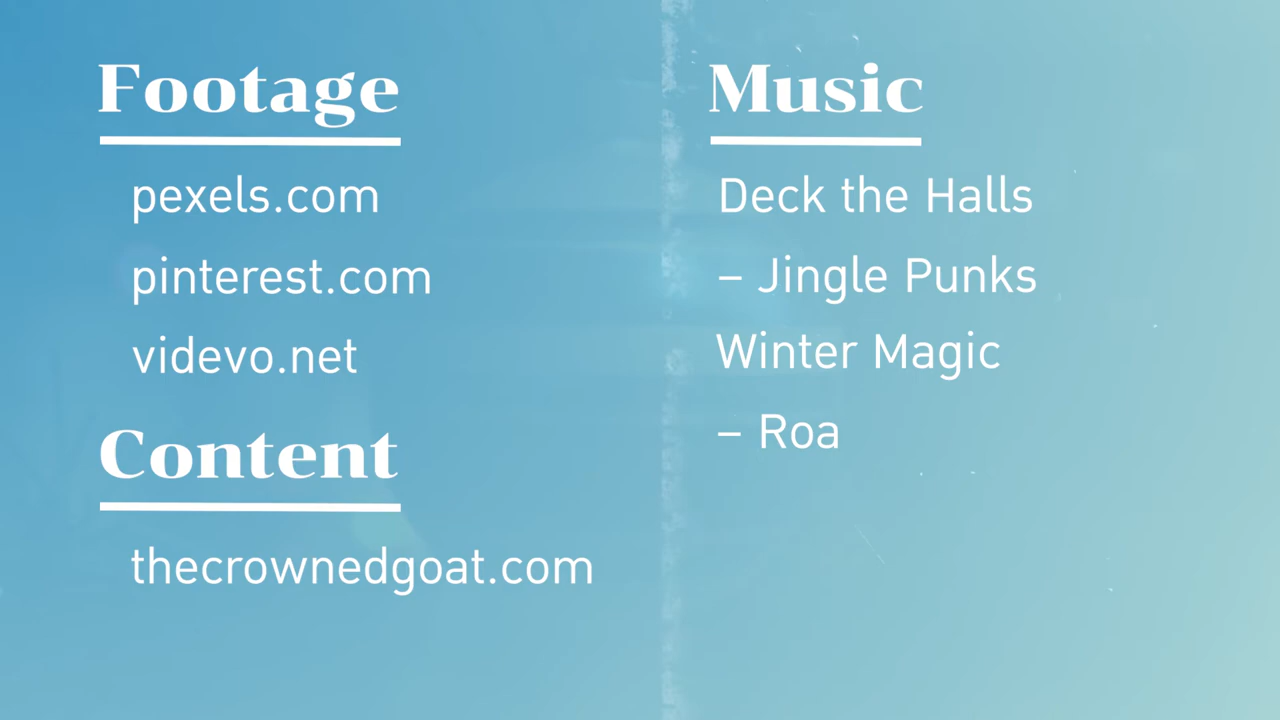 Footage
pexels.com
pinterest.com
videvo.net
Content
thecrownedgoat.com
Music
Deck the Halls
– Jingle Punks
Winter Magic
– Roa